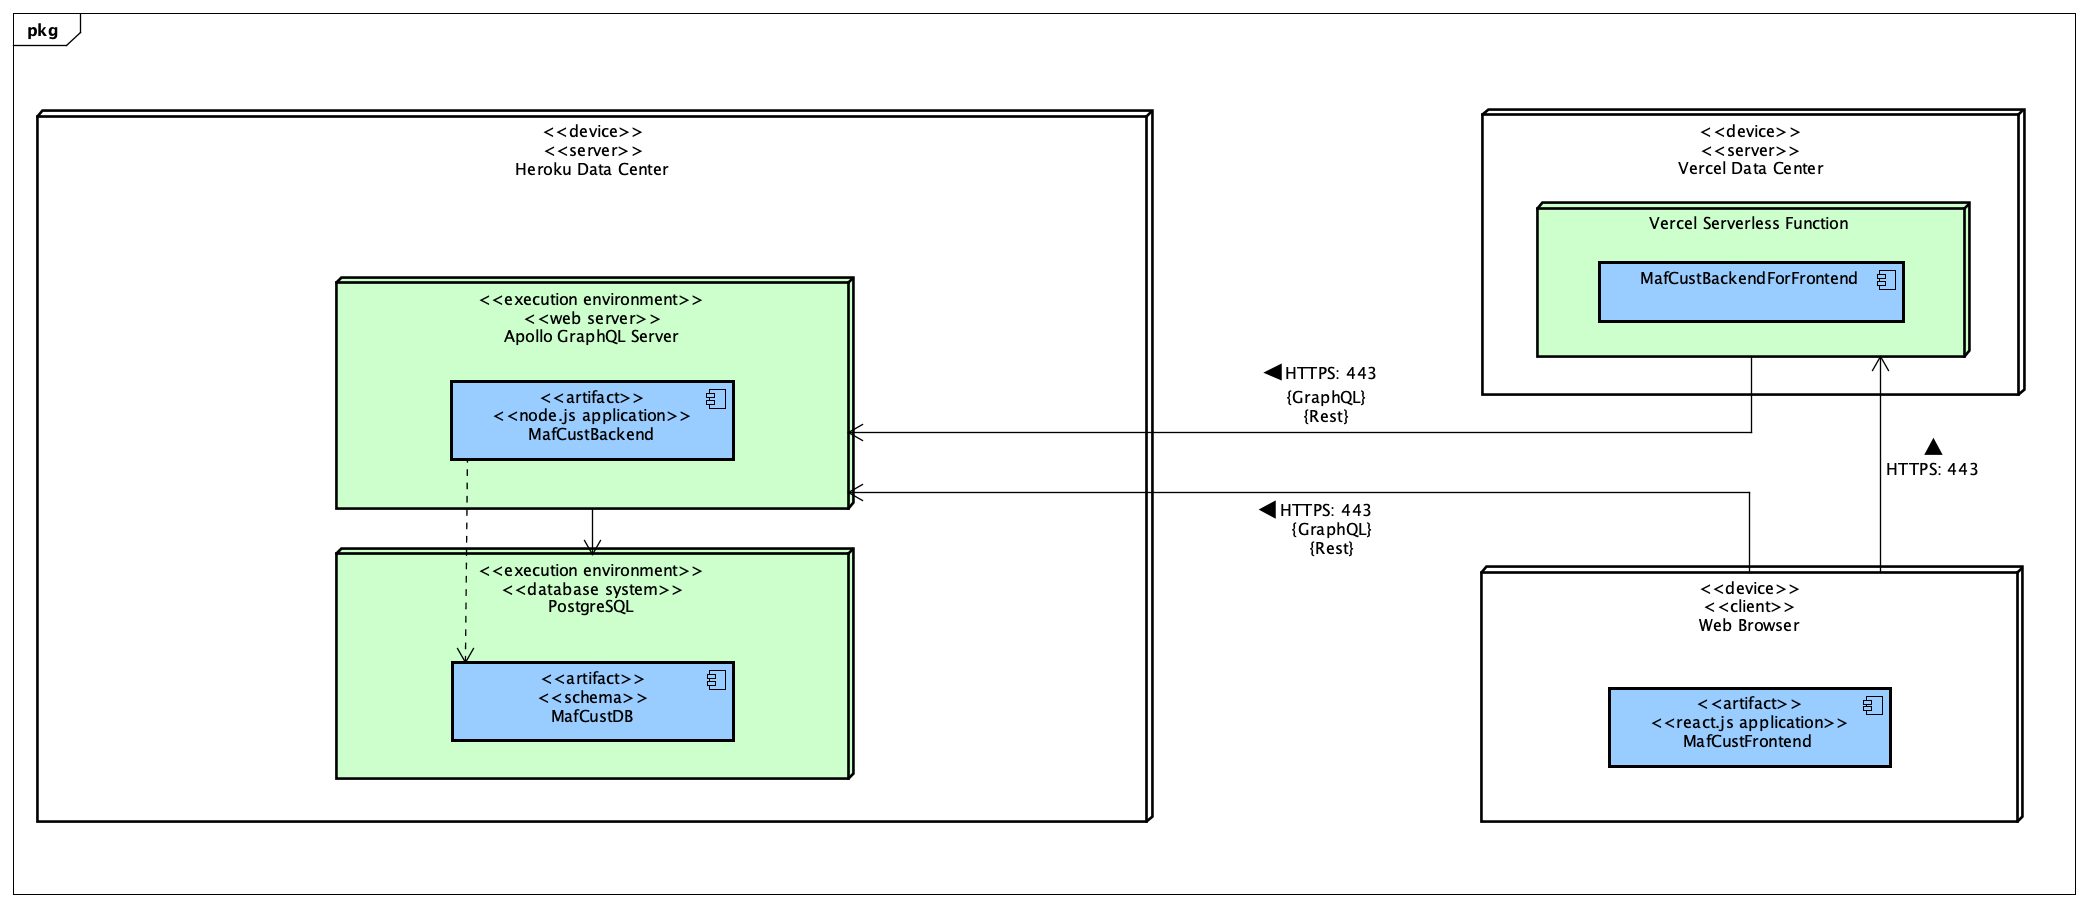 pkg
<<device>>
<<server>>
Heroku Data Center
<<execution environment>>
<<web server>>
Apollo GraphQL Server
<<artifact>>
<<node.js application>>
MafCustBackend
<<execution environment>>
<<database system>>
PostgreSQL
<<artifact>>
<<schema>>
MafCustDB
HTTPS: 443
{GraphQL}
{Rest}
HTTPS: 443
{GraphQL}
{Rest}
<<device>>
<<server>>
Vercel Data Center
Vercel Serverless Function
MafCustBackendForFrontend
HTTPS: 443
<<device>>
<<client>>
Web Browser
<<artifact>>
<<react.js application>>
MafCustFrontend